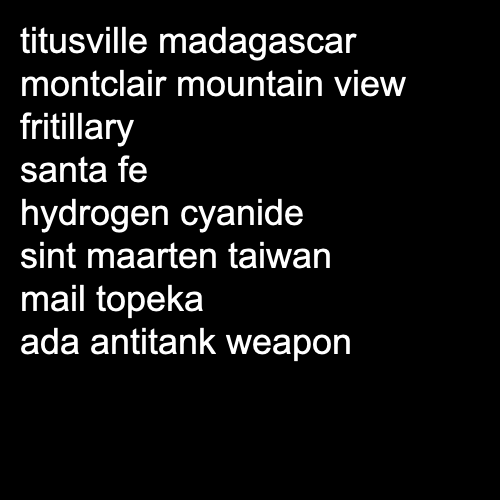 titusville madagascar
montclair mountain view
fritillary
santa fe
hydrogen cyanide
sint maarten taiwan
mail topeka
ada antitank weapon